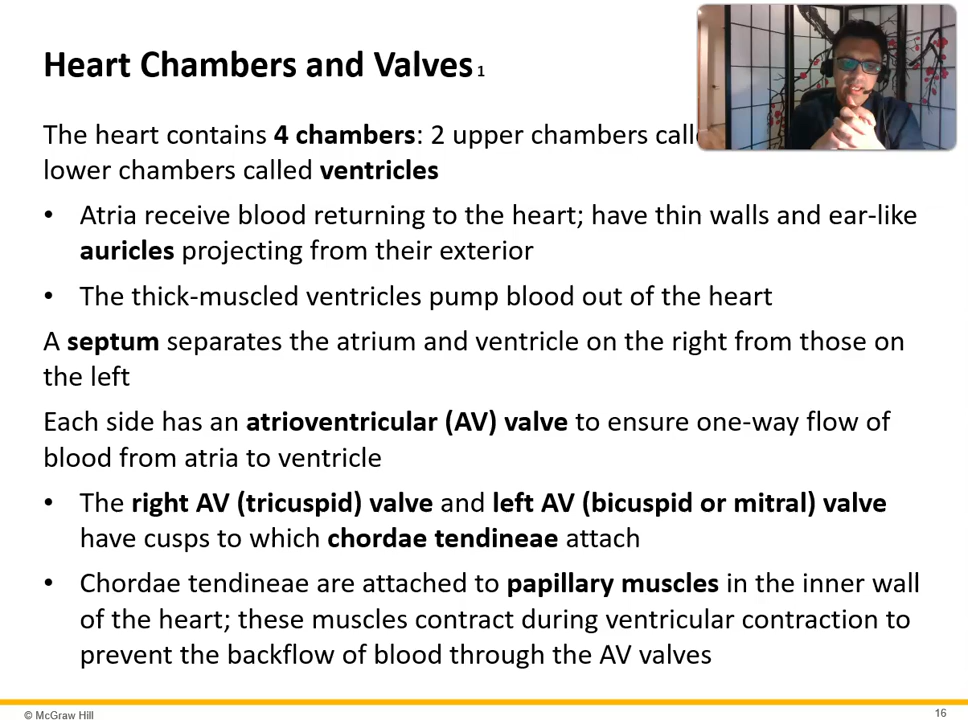 Heart Chambers and Valves 1
The heart contains 4 chambers: 2 upper chambers
lower chambers called ventricles
• Atria receive blood returning to the heart; have thin walls and ear-like
auricles projecting from their exterior
• The thick-muscled ventricles pump blood out of the heart
A septum separates the atrium and ventricle on the right from those on
the left
Each side has an atrioventricular (AV) valve to ensure one-way flow of
blood from atria to ventricle
• The right AV (tricuspid) valve and left AV (bicuspid or mitral) valve
have cusps to which chordae tendineae attach
• Chordae tendineae are attached to papillary muscles in the inner wall
of the heart; these muscles contract during ventricular contraction to
prevent the backflow of blood through the AV valves
© McGraw Hill
16